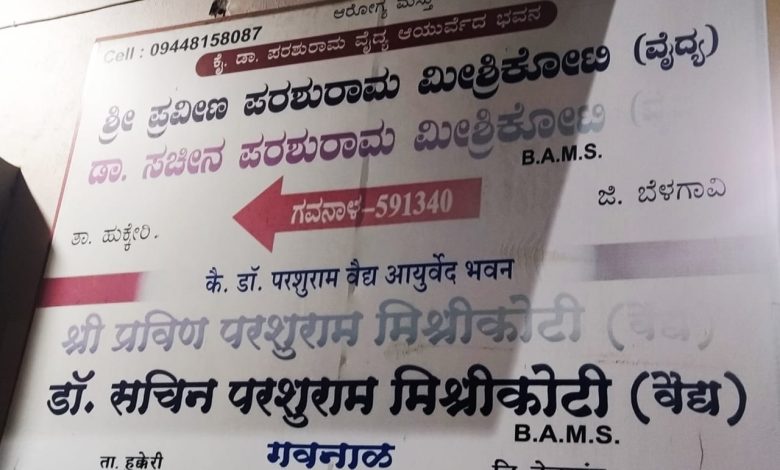 ಆರೋಗ್ಯ ಮಸ್ತು
Cell : 09448158087
ಕೈ. ಡಾ. ಪರಶುರಾಮ ವೈದ್ಯ ಆಯುರ್ವೆದ ಭವನ
ಶ್ರೀ ಪ್ರವೀಣ ಪರಶುರಾಮ ಮೀಶ್ರಿಕೋಟಿ (ವೈದ್ಯ)
ಡಾ. ಸಚೀನ ಪರಶುರಾಮ ಮೀಶ್ರಿಕೋಟಿ
B.A.M.S.
ಗವನಾಳ-591340
ತಾ. ಹುಕ್ಕೇರಿ. ಜಿ. ಬೆಳಗಾವಿ
कै. डॉ. परशुराम वैद्य आयुर्वेद भवन
श्री प्रविण परशुराम मिश्रीकोटी (वैद्य)
डॉ. सचिन परशुराम मिश्रीकोटी (वैद्य)
B.A.M.S.
ता. हुक्केरी गवनाळ